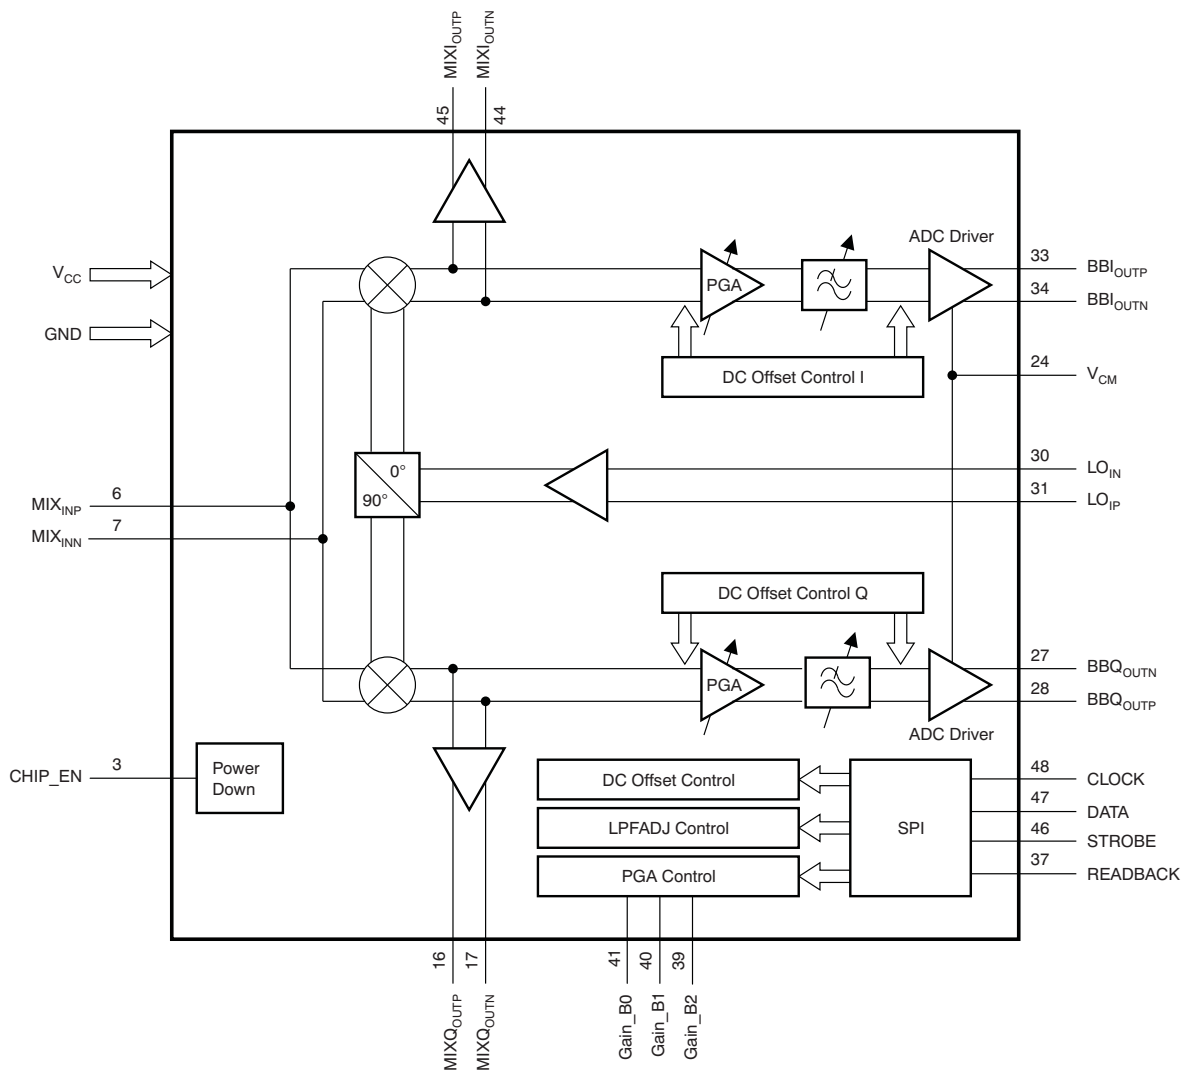 MIXI_OUTP
MIXI_OUTN
45
44
ADC Driver
33
BBI_OUTP
34
BBI_OUTN
V_CC
GND
PGA
DC Offset Control I
24
V_CM
30
LO_IN
31
LO_IP
0°
90°
6
MIX_INP
7
MIX_INN
DC Offset Control Q
PGA
27
BBQ_OUTN
28
BBQ_OUTP
ADC Driver
3
CHIP_EN
Power
Down
DC Offset Control
LPFADJ Control
PGA Control
SPI
48
CLOCK
47
DATA
46
STROBE
37
READBACK
16
17
41
40
39
MIXQ_OUTP
MIXQ_OUTN
Gain_B0
Gain_B1
Gain_B2